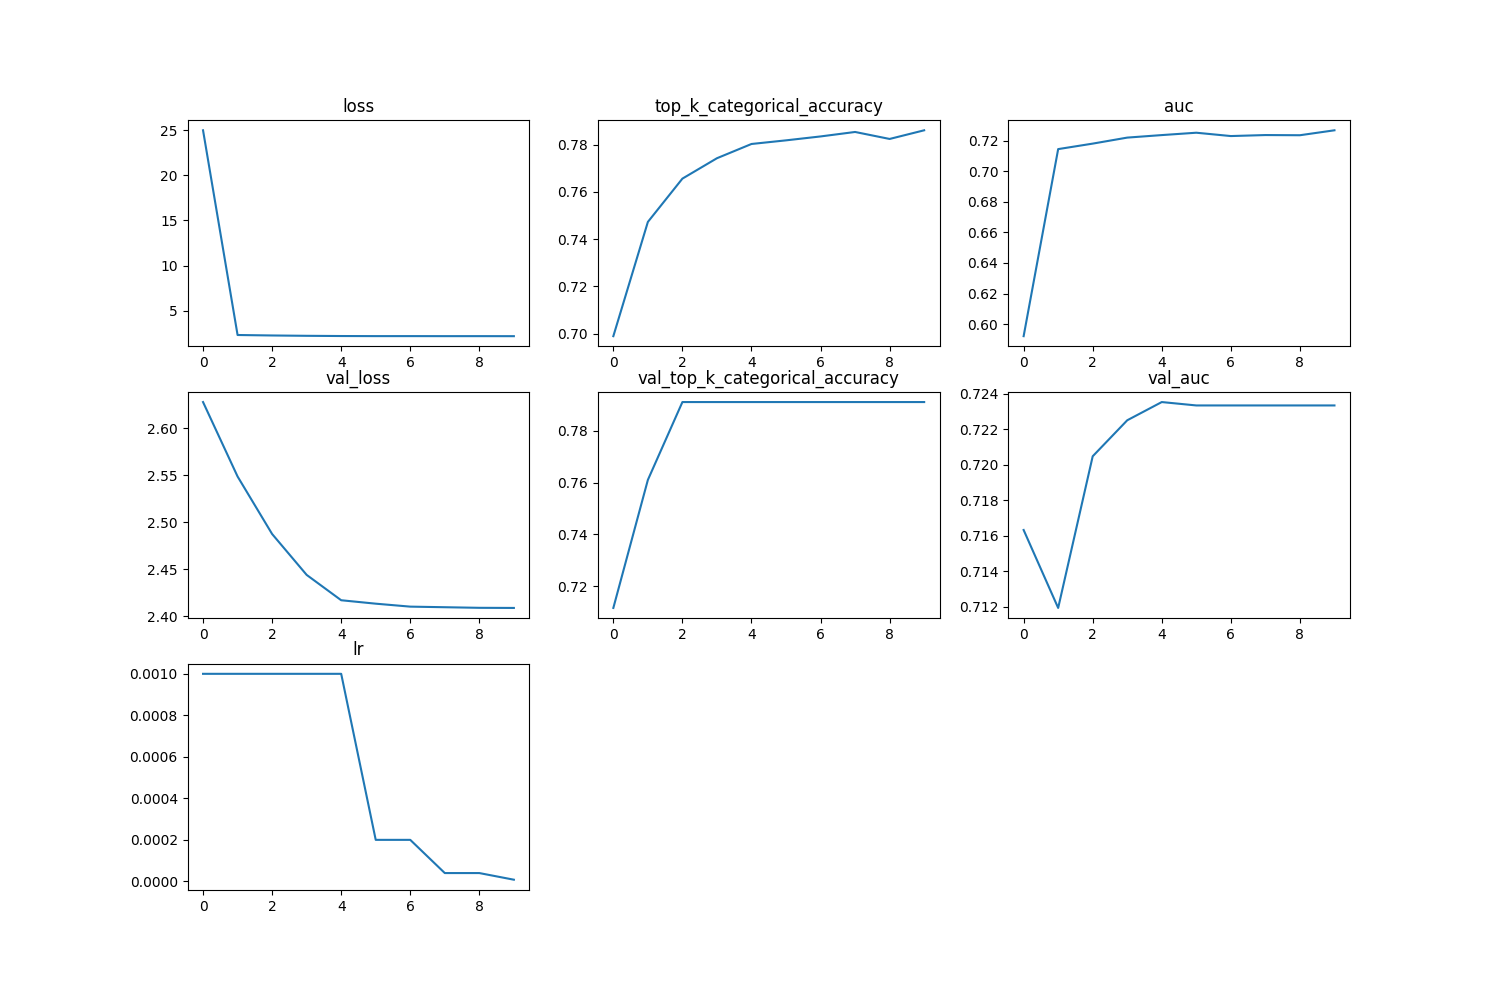 loss
25
20
15
10
5
0 2 4 6 8
top_k_categorical_accuracy
0.78
0.76
0.74
0.72
0.70
0 2 4 6 8
auc
0.72
0.70
0.68
0.66
0.64
0.62
0.60
0 2 4 6 8
val_loss
2.60
2.55
2.50
2.45
2.40
0 2 4 6 8
val_top_k_categorical_accuracy
0.78
0.76
0.74
0.72
0 2 4 6 8
val_auc
0.724
0.722
0.720
0.718
0.716
0.714
0.712
0 2 4 6 8
lr
0.0010
0.0008
0.0006
0.0004
0.0002
0.0000
0 2 4 6 8